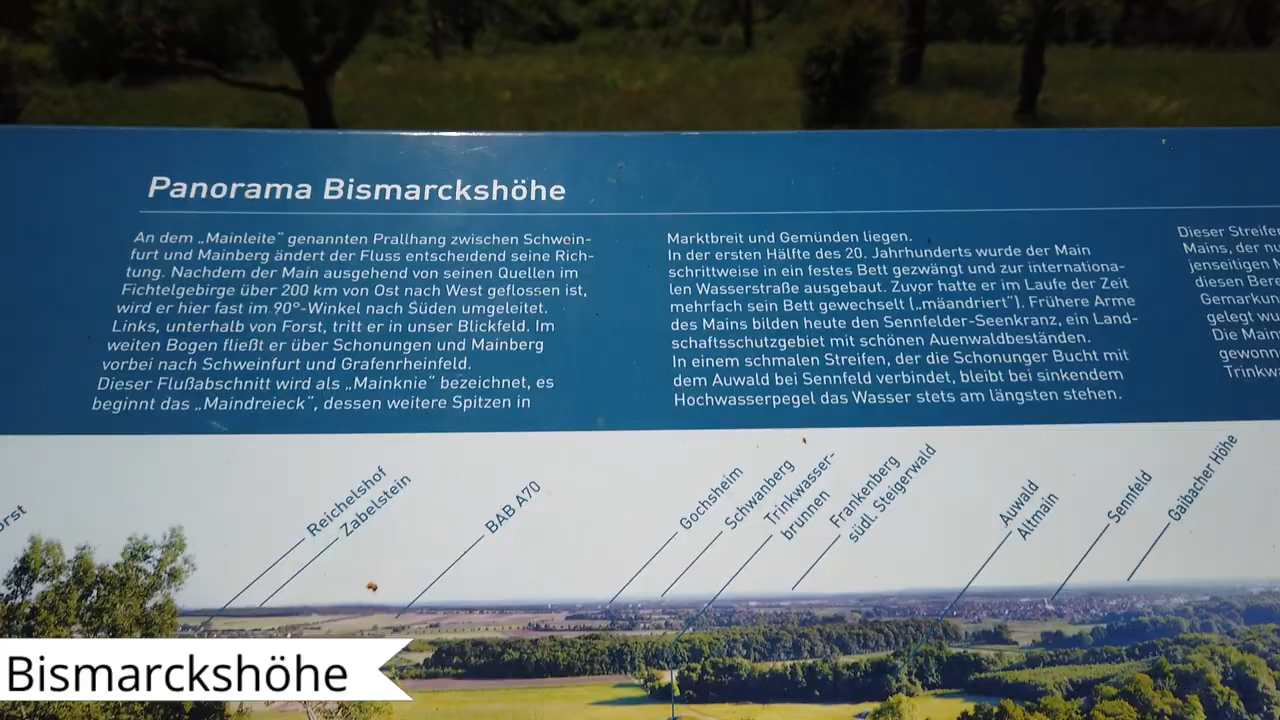 Panorama Bismarckshöhe
An dem „Mainleite" genannten Prallhang zwischen Schwein-
furt und Mainberg ändert der Fluss entscheidend seine Rich-
tung. Nachdem der Main ausgehend von seinen Quellen im
Fichtelgebirge über 200 km von Ost nach West geflossen ist,
wird er hier fast im 90°-Winkel nach Süden umgeleitet.
Links, unterhalb von Forst, tritt er in unser Blickfeld. Im
weiten Bogen fließt er über Schonungen und Mainberg
vorbei nach Schweinfurt und Grafenrheinfeld.
Dieser Flußabschnitt wird als „Mainknie" bezeichnet, es
beginnt das „Maindreieck", dessen weitere Spitzen in
Marktbreit und Gemünden liegen.
In der ersten Hälfte des 20. Jahrhunderts wurde der Main
schrittweise in ein festes Bett gezwängt und zur internationa-
len Wasserstraße ausgebaut. Zuvor hatte er im Laufe der Zeit
mehrfach sein Bett gewechselt („mäandriert"). Frühere Arme
des Mains bilden heute den Sennfelder-Seenkranz, ein Land-
schaftsschutzgebiet mit schönen Auenwaldbeständen.
In einem schmalen Streifen, der die Schonunger Bucht mit
dem Auwald bei Sennfeld verbindet, bleibt bei sinkendem
Hochwasserpegel das Wasser stets am längsten stehen.
Dieser Streifen
Mains, der nu
jenseitigen M
diesen Bere
Gemarkun
gelegt wu
Die Main
gewonn
Trinkwa
orst
Reichelshof
Zabelstein
BAB A70
Gochsheim
Schwanberg
Trinkwasser-
brunnen
Frankenberg
südl. Steigerwald
Auwald
Altmain
Sennfeld
Gaibacher Höhe
Bismarckshöhe